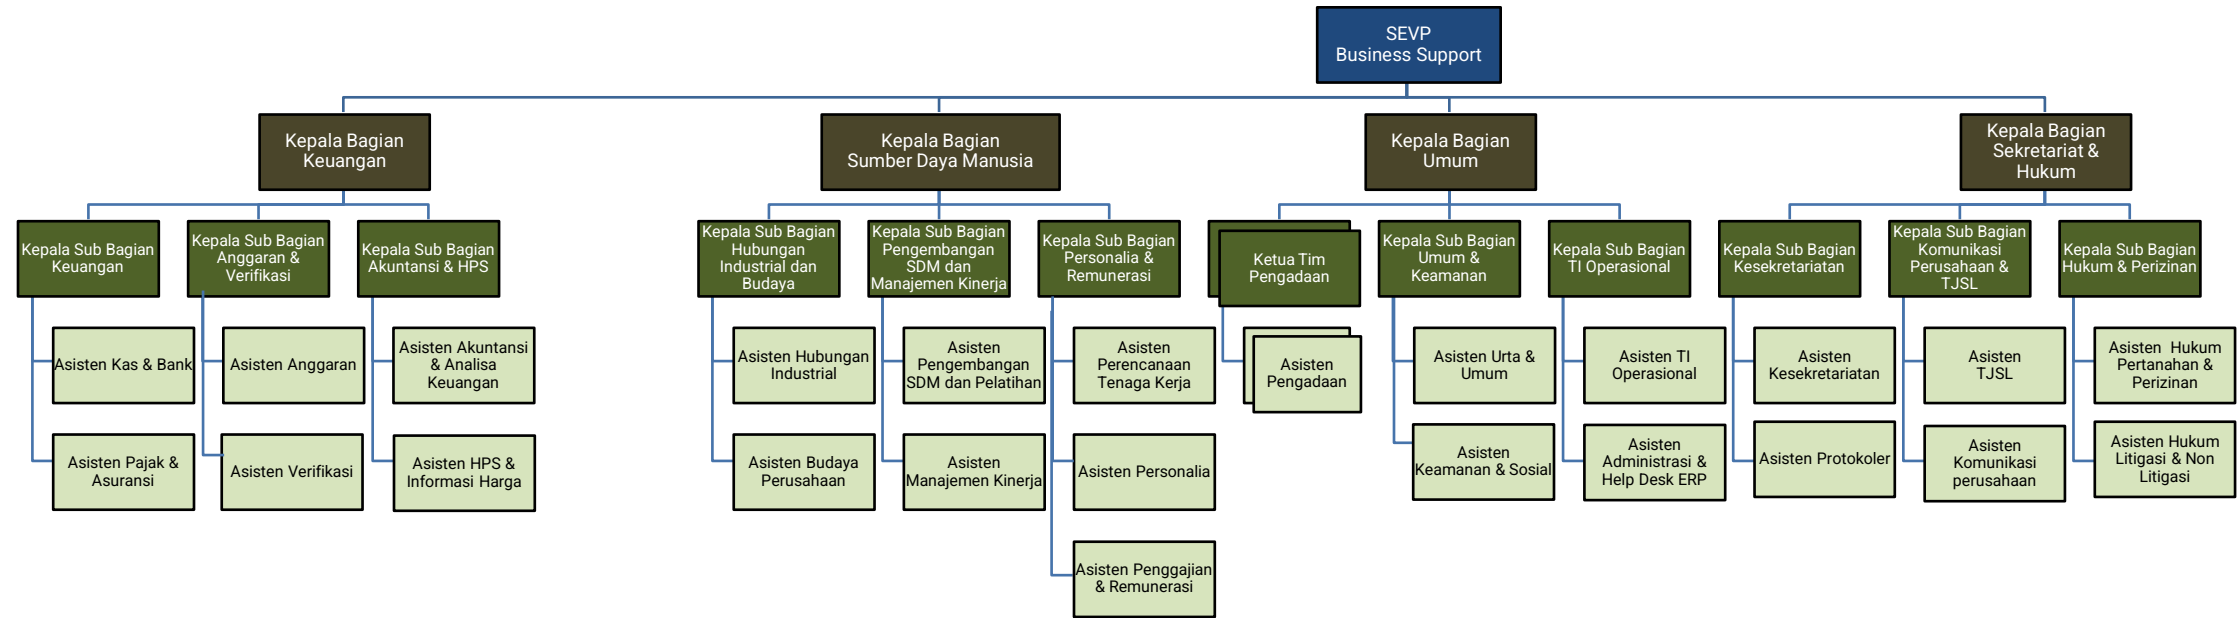 SEVP
Business Support
Kepala Bagian
Keuangan
Kepala Bagian
Sumber Daya Manusia
Kepala Bagian
Umum
Kepala Bagian
Sekretariat &
Hukum
Kepala Sub Bagian
Keuangan
Kepala Sub Bagian
Anggaran &
Verifikasi
Kepala Sub Bagian
Akuntansi & HPS
Kepala Sub Bagian
Hubungan
Industrial dan
Budaya
Kepala Sub Bagian
Pengembangan
SDM dan
Manajemen Kinerja
Kepala Sub Bagian
Personalia &
Remunerasi
Ketua Tim
Pengadaan
Kepala Sub Bagian
Umum &
Keamanan
Kepala Sub Bagian
TI Operasional
Kepala Sub Bagian
Kesekretariatan
Kepala Sub Bagian
Komunikasi
Perusahaan &
TJSL
Kepala Sub Bagian
Hukum & Perizinan
Asisten Kas & Bank
Asisten Anggaran
Asisten Akuntansi
& Analisa
Keuangan
Asisten Hubungan
Industrial
Asisten
Pengembangan
SDM dan Pelatihan
Asisten
Perencanaan
Tenaga Kerja
Asisten
Pengadaan
Asisten Urta &
Umum
Asisten TI
Operasional
Asisten
Kesekretariatan
Asisten
TJSL
Asisten Hukum
Pertanahan &
Perizinan
Asisten Pajak &
Asuransi
Asisten Verifikasi
Asisten HPS &
Informasi Harga
Asisten Budaya
Perusahaan
Asisten
Manajemen Kinerja
Asisten Personalia
Asisten
Keamanan & Sosial
Asisten
Administrasi &
Help Desk ERP
Asisten Protokoler
Asisten
Komunikasi
perusahaan
Asisten Hukum
Litigasi & Non
Litigasi
Asisten Penggajian
& Remunerasi